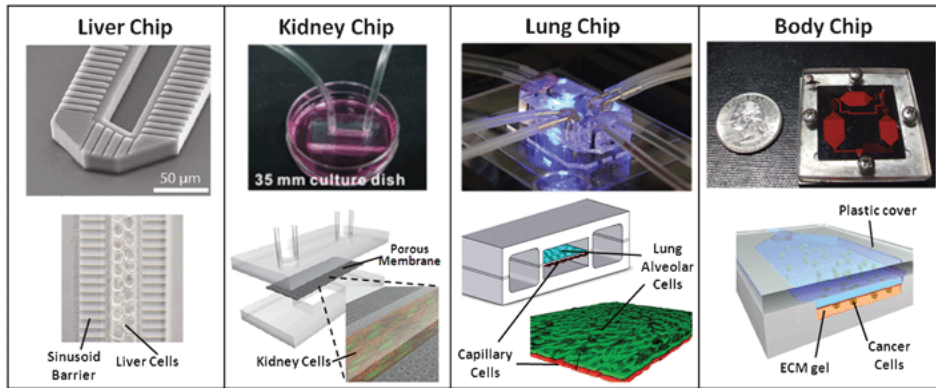 Liver Chip
Kidney Chip
Lung Chip
Body Chip
50 μm
35 mm culture dish
Sinusoid
Barrier
Liver Cells
Porous
Membrane
Kidney Cells
Lung
Alveolar
Cells
Capillary
Cells
Plastic cover
ECM gel
Cancer
Cells